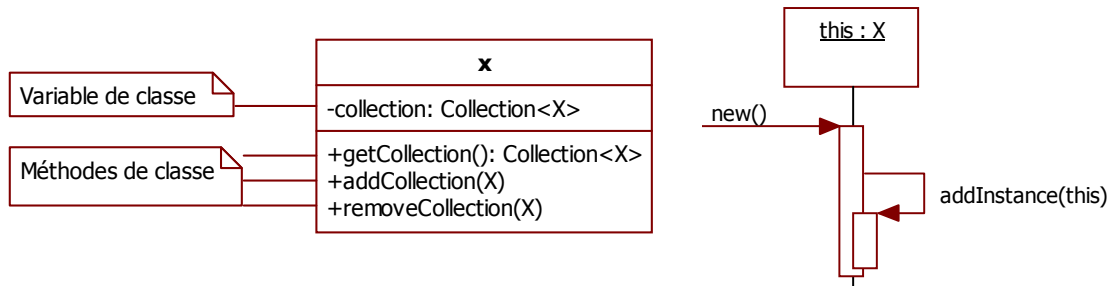 Variable de classe
Méthodes de classe
x
-collection: Collection<X>
+getCollection(): Collection<X>
+addCollection(X)
+removeCollection(X)
this : X
new()
addInstance(this)